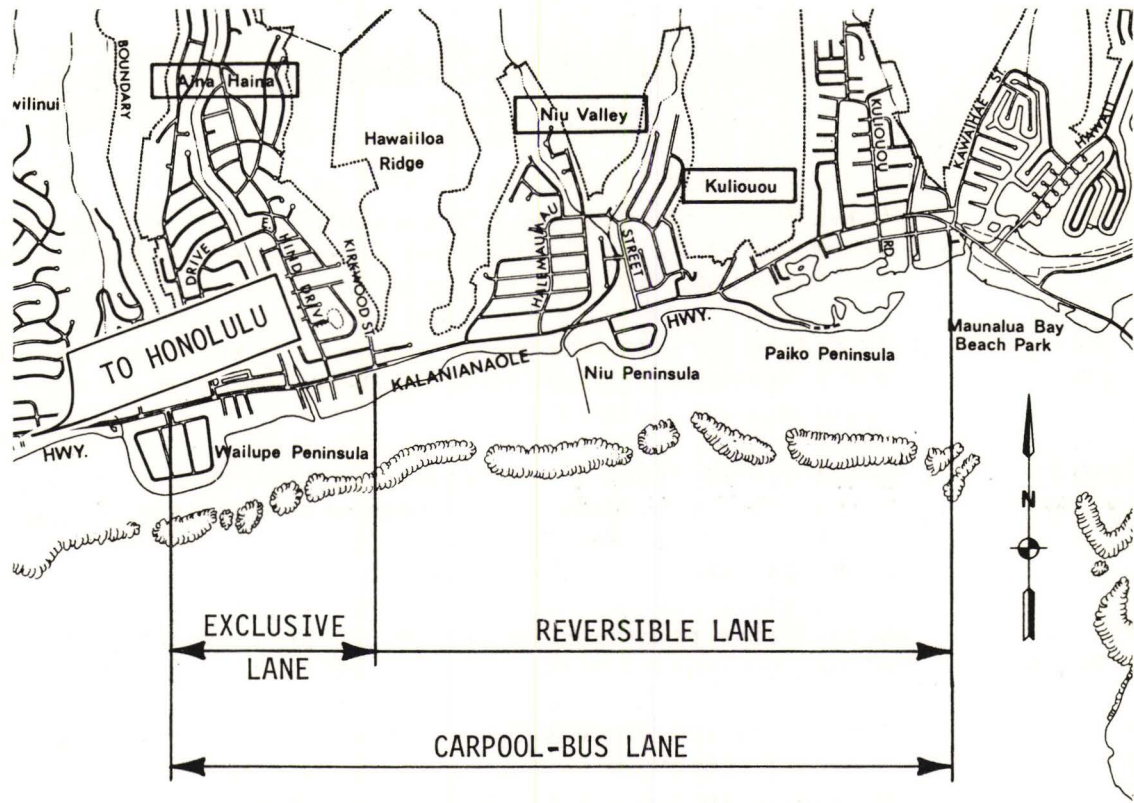 BOUNDARY
Aina Haina
wilinui
Hawaiiloa
Ridge
Niu Valley
Kuliouou
KULIOUOU
RD.
KAWAIHAE ST
HAWAII
DRIVE
HIND DRIVE
KIRKWOOD ST.
HALEMAUMAU
STREET
TO HONOLULU
HWY.
KALANIANAOLE
HWY.
Niu Peninsula
Paiko Peninsula
Maunalua Bay
Beach Park
Wailupe Peninsula
N
EXCLUSIVE
LANE
REVERSIBLE LANE
CARPOOL-BUS LANE